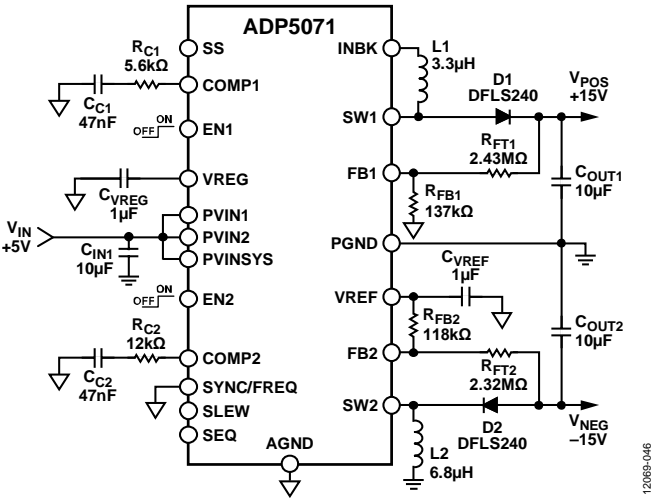 ADP5071
SS
RC1
5.6kΩ
COMP1
CC1
47nF
ON
OFF
EN1
VREG
CVREG
1µF
PVIN1
VIN
+5V
PVIN2
CIN1
10µF
PVINSYS
ON
OFF
EN2
RC2
12kΩ
COMP2
CC2
47nF
SYNC/FREQ
SLEW
SEQ
AGND
INBK
L1
3.3µH
D1
DFLS240
VPOS
+15V
SW1
RFT1
2.43MΩ
FB1
RFB1
137kΩ
COUT1
10µF
PGND
CVREF
1µF
VREF
RFB2
118kΩ
FB2
RFT2
2.32MΩ
COUT2
10µF
SW2
D2
DFLS240
VNEG
–15V
L2
6.8µH
12069-046